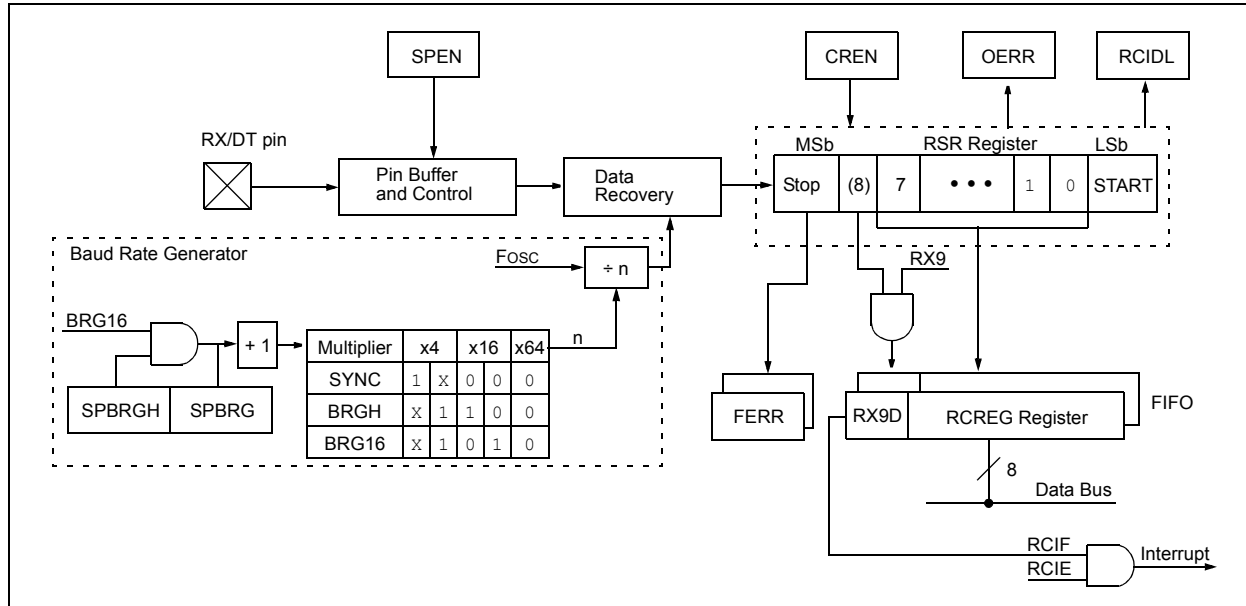 SPEN
CREN
OERR
RCIDL
RX/DT pin
Pin Buffer
and Control
Data
Recovery
MSb
RSR Register
LSb
Stop (8) 7 • • • 1 0 START
Baud Rate Generator
FOSC
÷ n
RX9
BRG16
+ 1
n
Multiplier x4 x16 x64
SYNC 1 X 0 0 0
BRGH X 1 1 0 0
BRG16 X 1 0 1 0
SPBRGH SPBRG
FERR
RX9D RCREG Register
FIFO
8
Data Bus
RCIF
RCIE
Interrupt